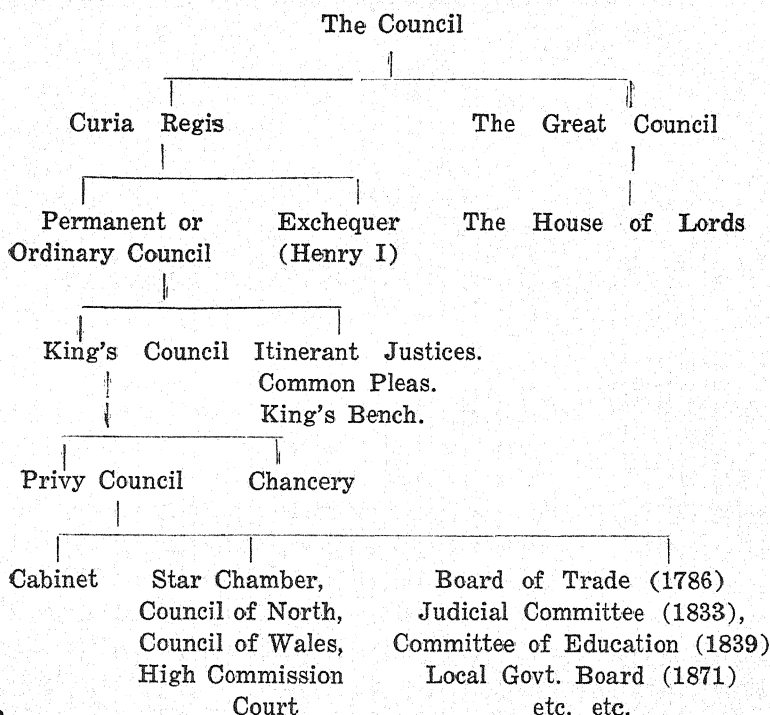 The Council
Curia Regis The Great Council
Permanent or Exchequer The House of Lords
Ordinary Council (Henry I)
King's Council Itinerant Justices.
Common Pleas.
King's Bench.
Privy Council Chancery
Cabinet Star Chamber, Board of Trade (1786)
Council of North, Judicial Committee (1833),
Council of Wales, Committee of Education (1839)
High Commission Local Govt. Board (1871)
Court etc. etc.